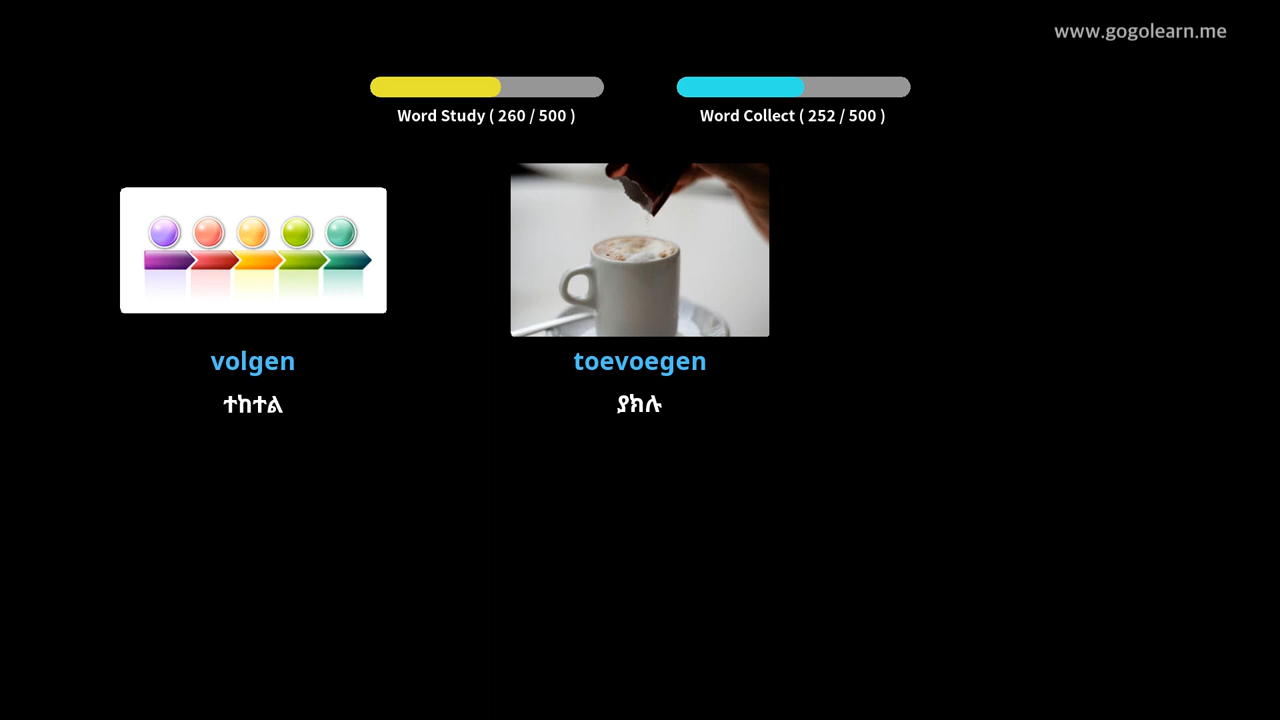 www.gogolearn.me
Word Study ( 260 / 500 )
Word Collect ( 252 / 500 )
volgen
ተከተል
toevoegen
ያክሉ